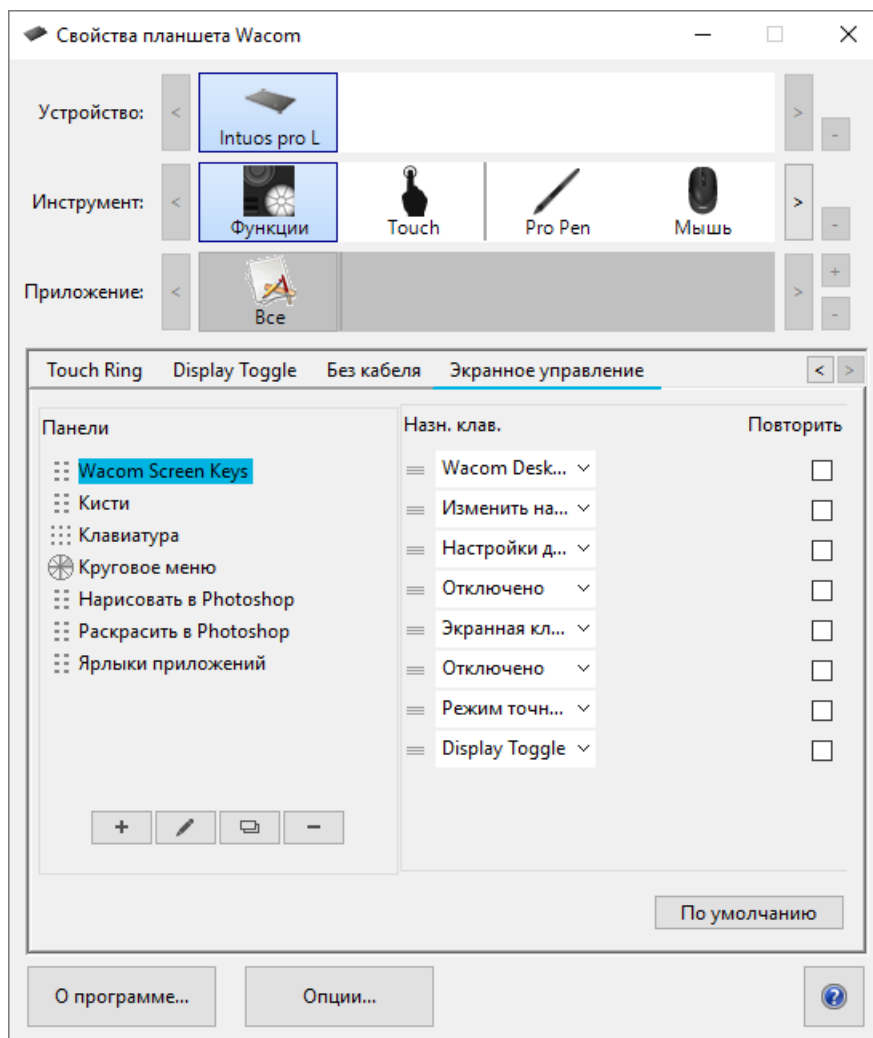 Свойства планшета Wacom
Устройство:
Intuos pro L
Инструмент:
Функции
Touch
Pro Pen
Мышь
Приложение:
Все
Touch Ring
Display Toggle
Без кабеля
Экранное управление
Панели
Wacom Screen Keys
Кисти
Клавиатура
Круговое меню
Нарисовать в Photoshop
Раскрасить в Photoshop
Ярлыки приложений
Назн. клав.
Повторить
Wacom Desk...
Изменить на...
Настройки д...
Отключено
Экранная кл...
Отключено
Режим точн...
Display Toggle
По умолчанию
О программе...
Опции...